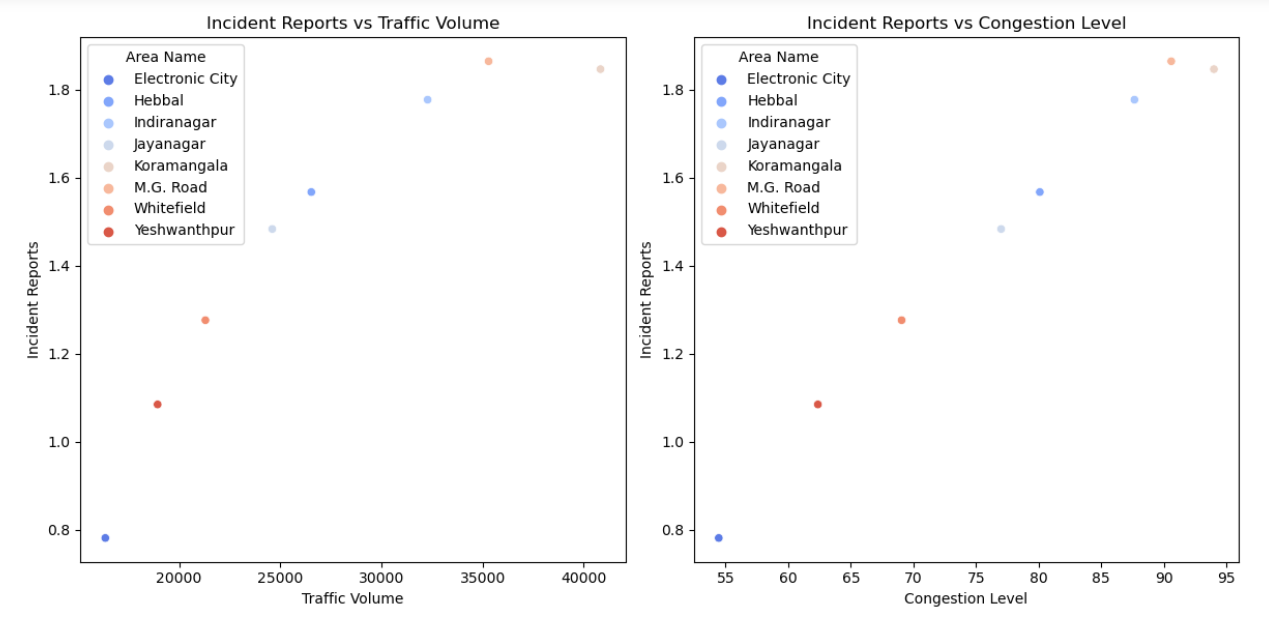 Incident Reports vs Traffic Volume
Area Name
Electronic City
Hebbal
Indiranagar
Jayanagar
Koramangala
M.G. Road
Whitefield
Yeshwanthpur
Incident Reports
1.8
1.6
1.4
1.2
1.0
0.8
20000 25000 30000 35000 40000
Traffic Volume
Incident Reports vs Congestion Level
Area Name
Electronic City
Hebbal
Indiranagar
Jayanagar
Koramangala
M.G. Road
Whitefield
Yeshwanthpur
Incident Reports
1.8
1.6
1.4
1.2
1.0
0.8
55 60 65 70 75 80 85 90 95
Congestion Level